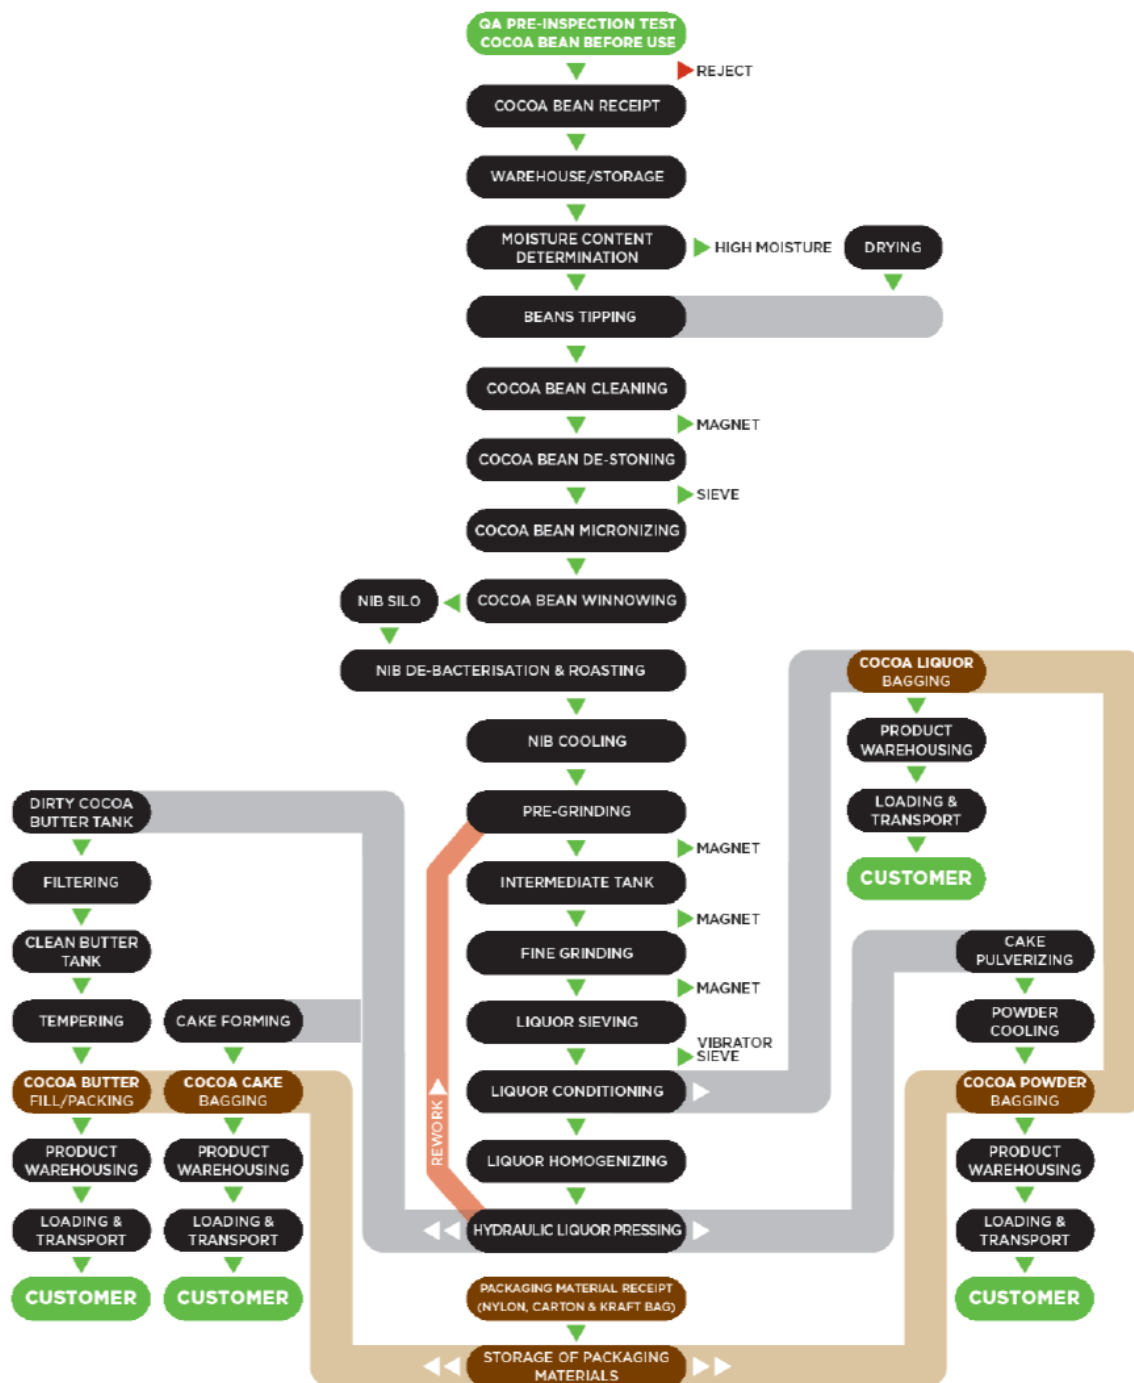 QA PRE-INSPECTION TEST
COCOA BEAN BEFORE USE
REJECT
COCOA BEAN RECEIPT
WAREHOUSE/STORAGE
MOISTURE CONTENT
DETERMINATION
HIGH MOISTURE
DRYING
BEANS TIPPING
COCOA BEAN CLEANING
MAGNET
COCOA BEAN DE-STONING
SIEVE
COCOA BEAN MICRONIZING
NIB SILO
COCOA BEAN WINNOWING
NIB DE-BACTERISATION & ROASTING
COCOA LIQUOR
BAGGING
NIB COOLING
PRODUCT
WAREHOUSING
DIRTY COCOA
BUTTER TANK
PRE-GRINDING
LOADING &
TRANSPORT
MAGNET
FILTERING
INTERMEDIATE TANK
CUSTOMER
MAGNET
CLEAN BUTTER
TANK
FINE GRINDING
CAKE
PULVERIZING
MAGNET
TEMPERING
CAKE FORMING
LIQUOR SIEVING
POWDER
COOLING
VIBRATOR
SIEVE
COCOA BUTTER
FILL/PACKING
COCOA CAKE
BAGGING
REWORK
LIQUOR CONDITIONING
COCOA POWDER
BAGGING
PRODUCT
WAREHOUSING
PRODUCT
WAREHOUSING
LIQUOR HOMOGENIZING
PRODUCT
WAREHOUSING
LOADING &
TRANSPORT
LOADING &
TRANSPORT
HYDRAULIC LIQUOR PRESSING
LOADING &
TRANSPORT
CUSTOMER
CUSTOMER
PACKAGING MATERIAL RECEIPT
(NYLON, CARTON & KRAFT BAG)
CUSTOMER
STORAGE OF PACKAGING
MATERIALS